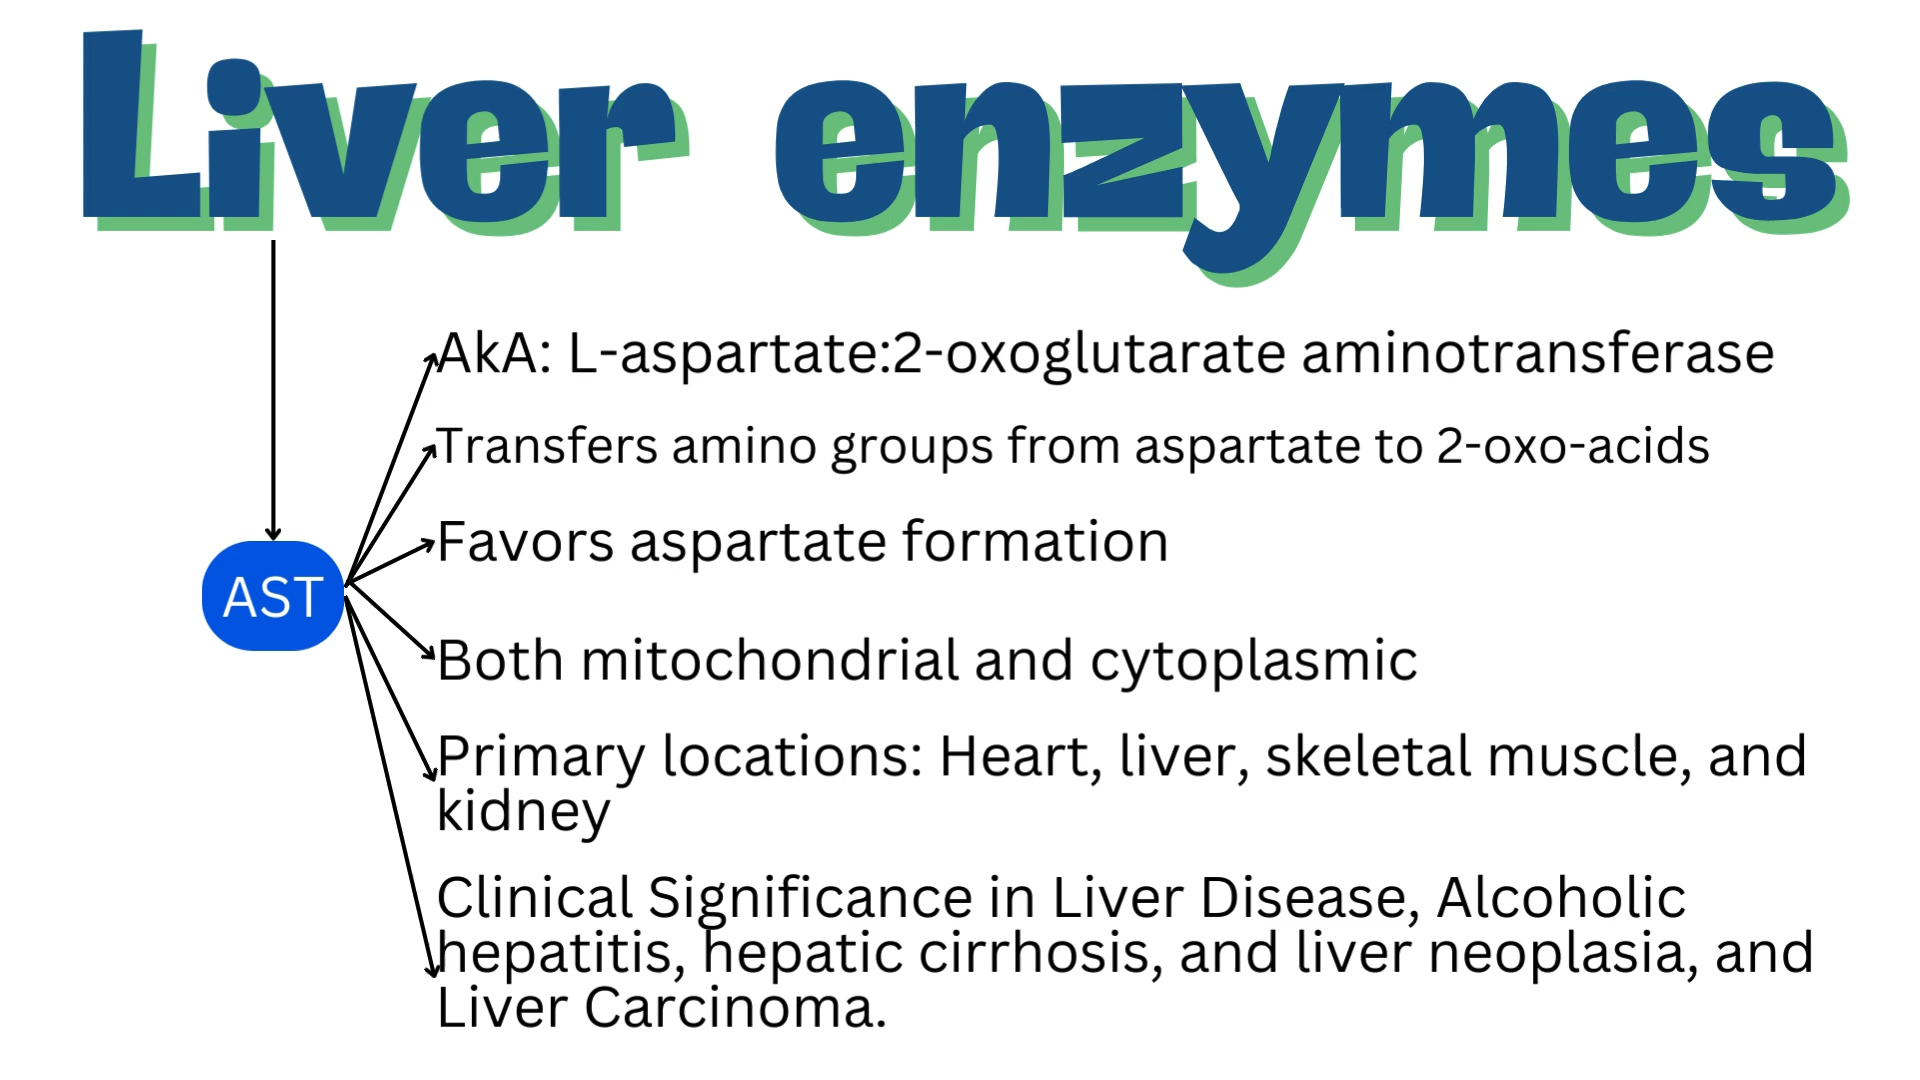 Liver enzymes
AkA: L-aspartate:2-oxoglutarate aminotransferase
Transfers amino groups from aspartate to 2-oxo-acids
Favors aspartate formation
AST
Both mitochondrial and cytoplasmic
Primary locations: Heart, liver, skeletal muscle, and
kidney
Clinical Significance in Liver Disease, Alcoholic
hepatitis, hepatic cirrhosis, and liver neoplasia, and
Liver Carcinoma.